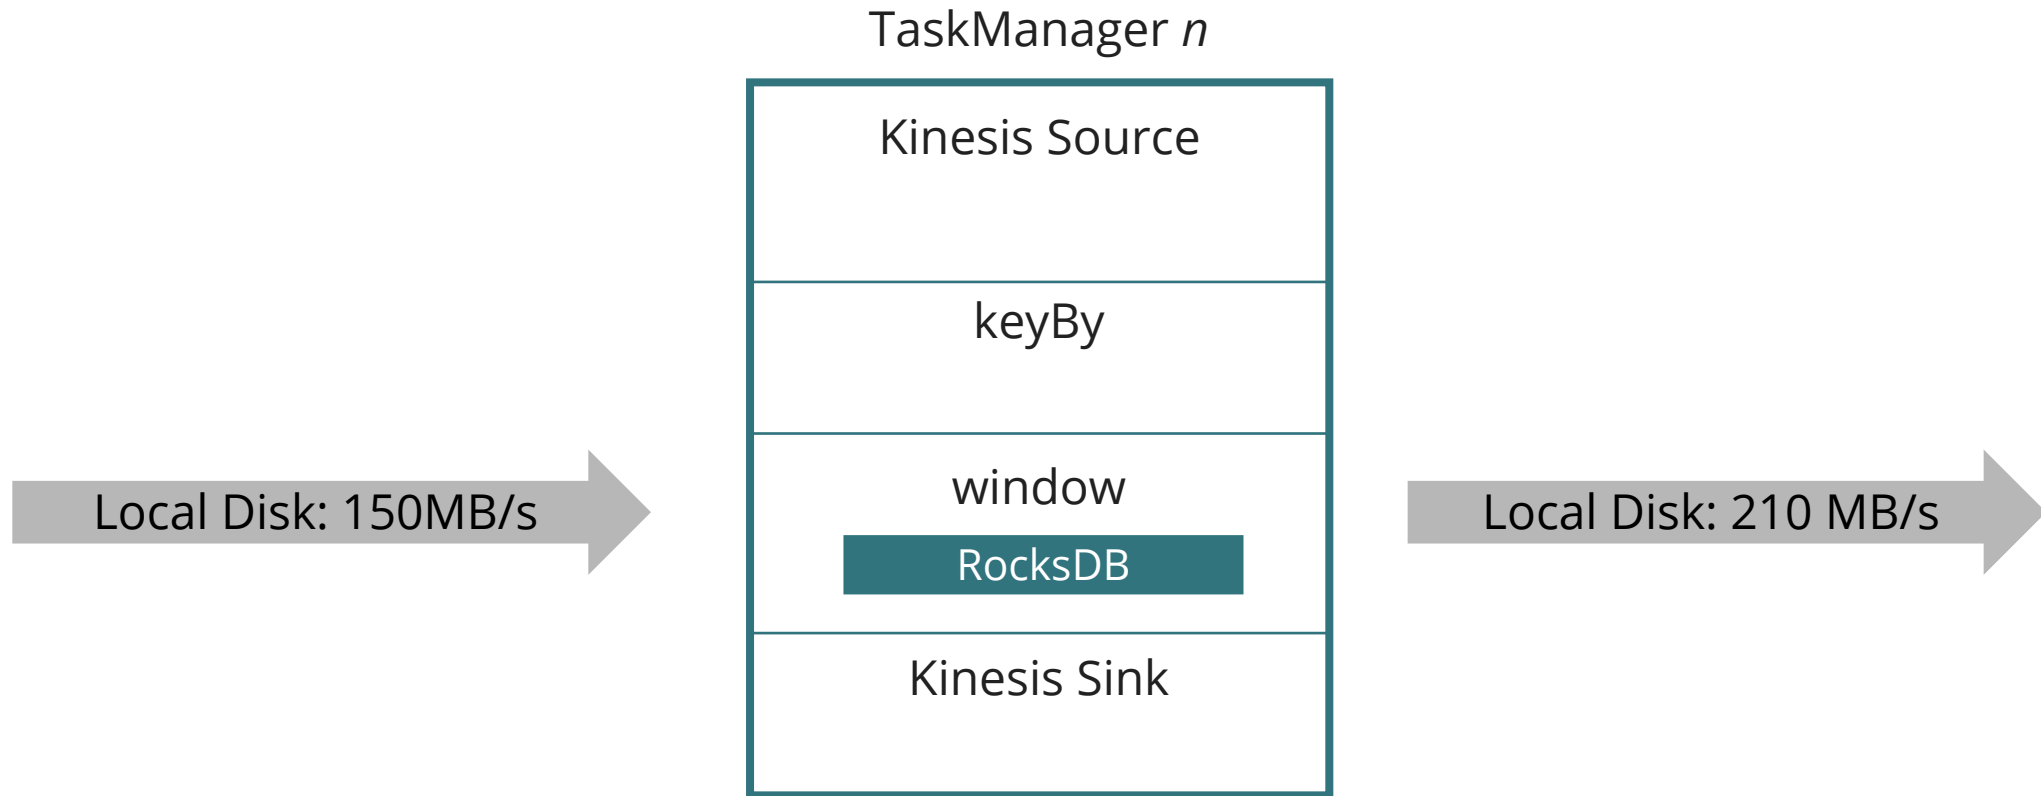 TaskManager n
Kinesis Source
keyBy
window
Local Disk: 150MB/s
Local Disk: 210 MB/s
RocksDB
Kinesis Sink